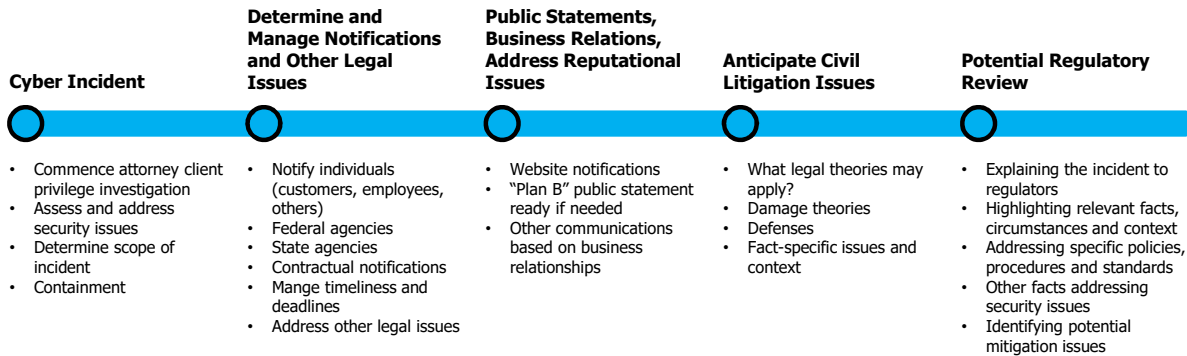 Cyber Incident
Determine and
Manage Notifications
and Other Legal
Issues
Public Statements,
Business Relations,
Address Reputational
Issues
Anticipate Civil
Litigation Issues
Potential Regulatory
Review
• Commence attorney client
privilege investigation
• Assess and address
security issues
• Determine scope of
incident
• Containment
• Notify individuals
(customers, employees,
others)
• Federal agencies
• State agencies
• Contractual notifications
• Mange timeliness and
deadlines
• Address other legal issues
• Website notifications
• “Plan B” public statement
ready if needed
• Other communications
based on business
relationships
• What legal theories may
apply?
• Damage theories
• Defenses
• Fact-specific issues and
context
• Explaining the incident to
regulators
• Highlighting relevant facts,
circumstances and context
• Addressing specific policies,
procedures and standards
• Other facts addressing
security issues
• Identifying potential
mitigation issues